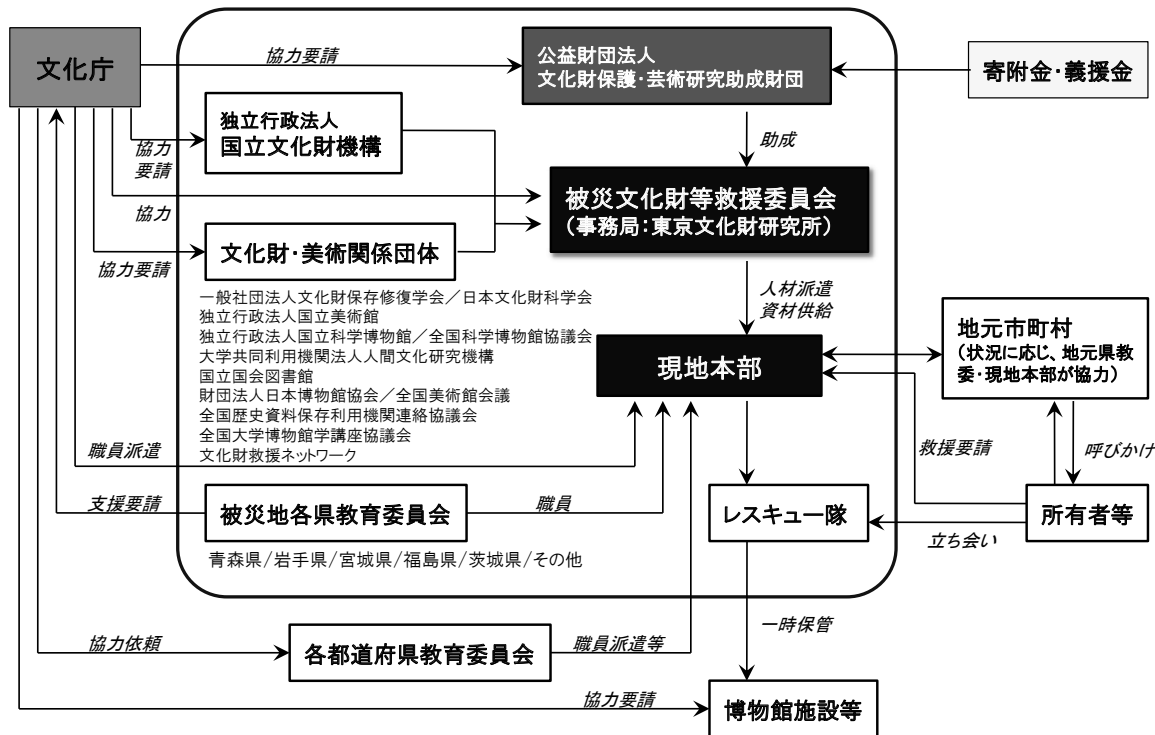 文化庁
協力要請
公益財団法人
文化財保護・芸術研究助成財団
寄附金・義援金
独立行政法人
国立文化財機構
協力
要請
助成
被災文化財等救援委員会
(事務局:東京文化財研究所)
協力
文化財・美術関係団体
協力要請
一般社団法人文化財保存修復学会/日本文化財科学会
独立行政法人国立美術館
独立行政法人国立科学博物館/全国科学博物館協議会
大学共同利用機関法人人間文化研究機構
国立国会図書館
財団法人日本博物館協会/全国美術館会議
全国歴史資料保存利用機関連絡協議会
全国大学博物館学講座協議会
文化財救援ネットワーク
人材派遣
資材供給
現地本部
地元市町村
(状況に応じ、地元県教
委・現地本部が協力)
職員派遣
救援要請
呼びかけ
支援要請
被災地各県教育委員会
職員
レスキュー隊
所有者等
立ち会い
青森県/岩手県/宮城県/福島県/茨城県/その他
一時保管
協力依頼
各都道府県教育委員会
職員派遣等
協力要請
博物館施設等